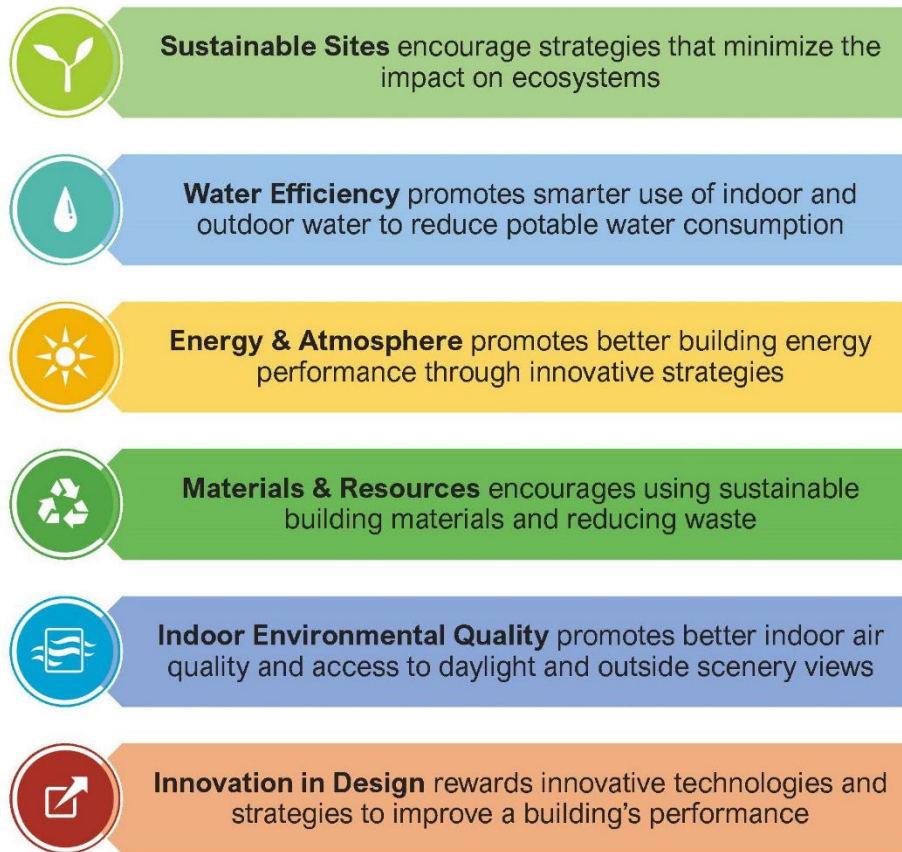 Sustainable Sites encourage strategies that minimize the
impact on ecosystems
Water Efficiency promotes smarter use of indoor and
outdoor water to reduce potable water consumption
Energy & Atmosphere promotes better building energy
performance through innovative strategies
Materials & Resources encourages using sustainable
building materials and reducing waste
Indoor Environmental Quality promotes better indoor air
quality and access to daylight and outside scenery views
Innovation in Design rewards innovative technologies and
strategies to improve a building's performance